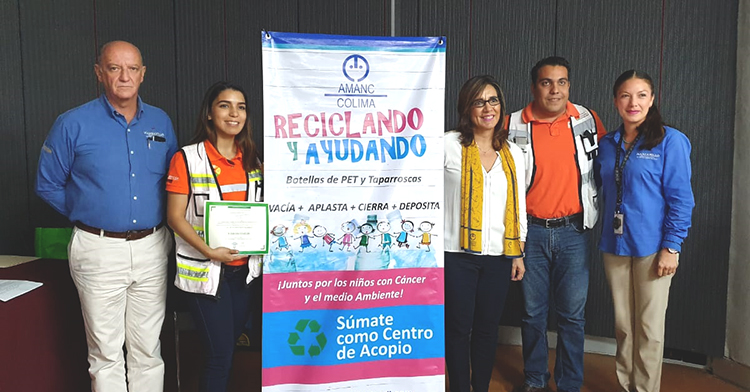 AMANC
COLIMA
RECICLANDO
Y AYUDANDO
Botellas de PET y Taparroscas
VACÍA + APLASTA + CIERRA + DEPOSITA
¡Juntos por los niños con Cáncer
y el medio Ambiente!
Súmate
como Centro
de Acopio